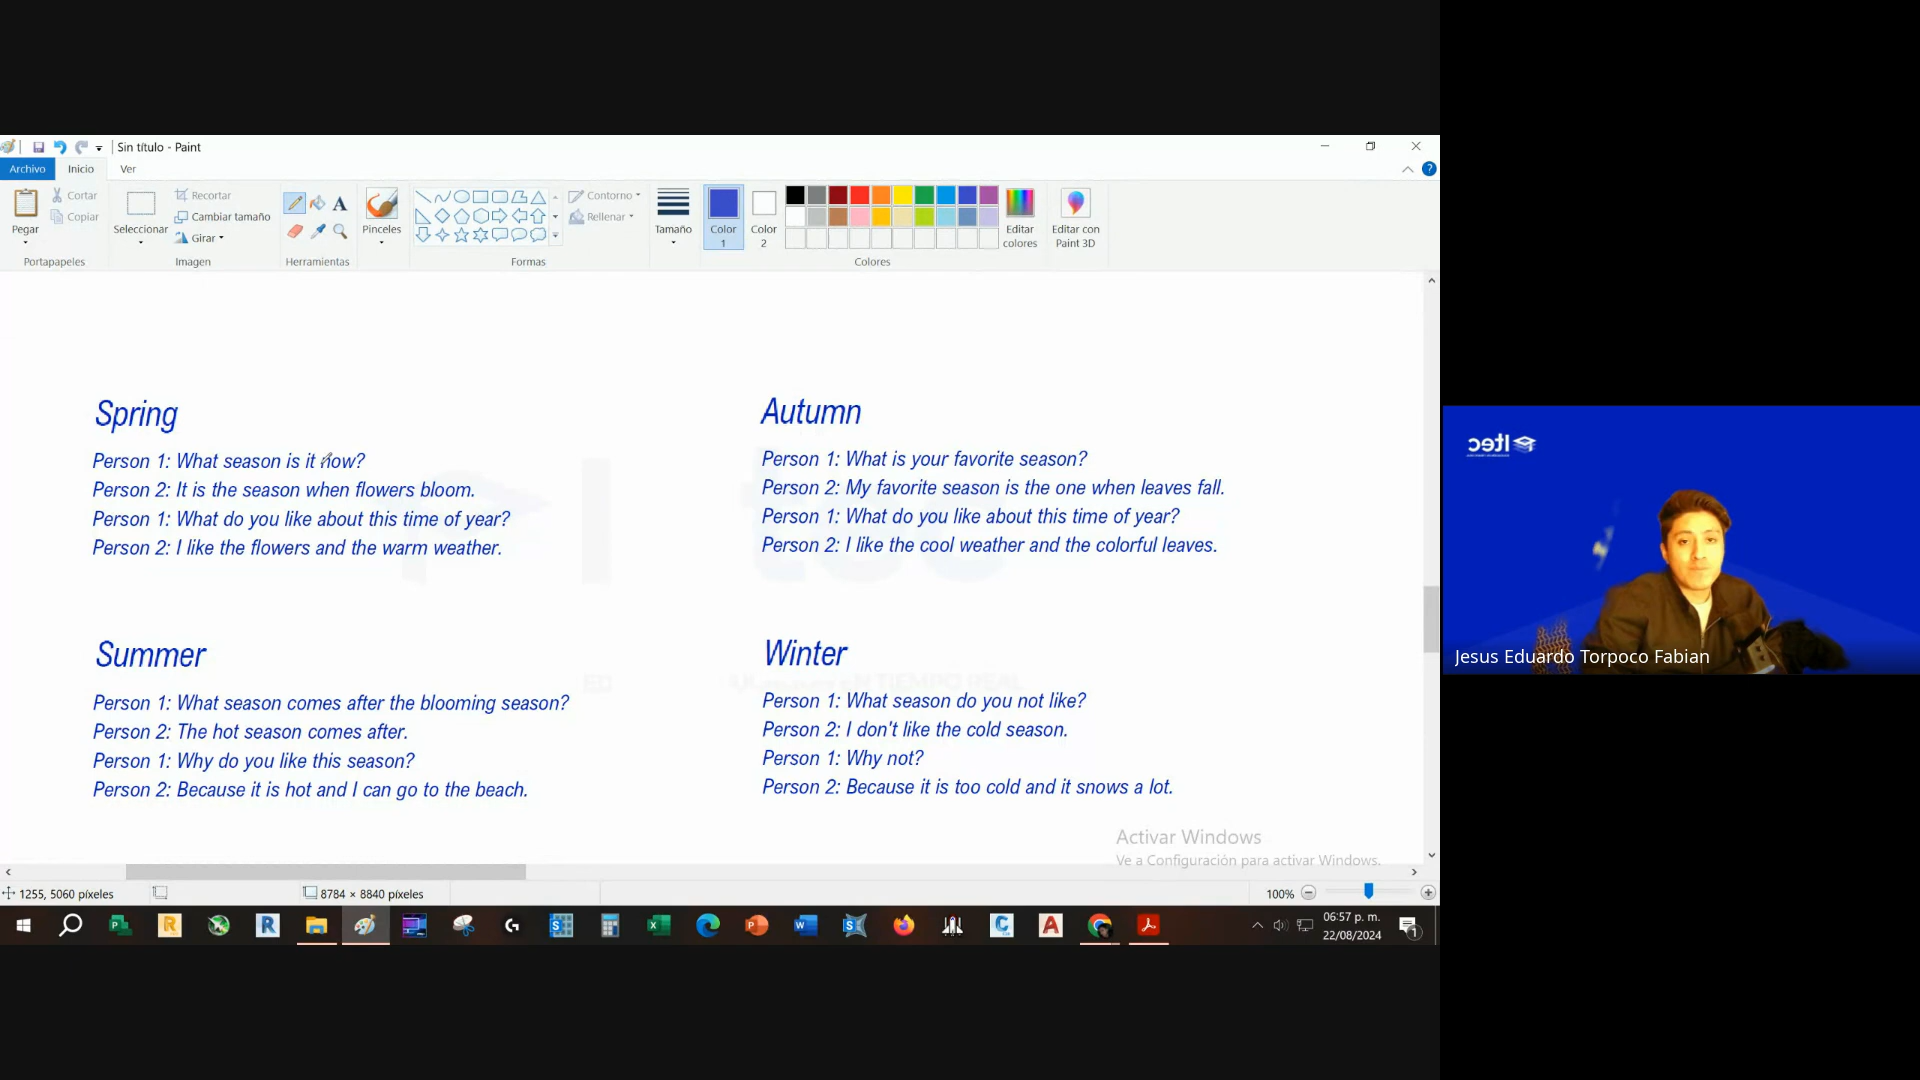 Sin título - Paint
Archivo
Inicio
Ver
Pegar
Cortar
Copiar
Portapapeles
Seleccionar
Recortar
Cambiar tamaño
Girar
Imagen
A
Herramientas
Pinceles
Contorno
Rellenar
Formas
Tamaño
Color
1
Color
2
Editar
colores
Editar con
Paint 3D
Colores
Spring
Person 1: What season is it now?
Person 2: It is the season when flowers bloom.
Person 1: What do you like about this time of year?
Person 2: I like the flowers and the warm weather.
Autumn
Person 1: What is your favorite season?
Person 2: My favorite season is the one when leaves fall.
Person 1: What do you like about this time of year?
Person 2: I like the cool weather and the colorful leaves.
Summer
Person 1: What season comes after the blooming season?
Person 2: The hot season comes after.
Person 1: Why do you like this season?
Person 2: Because it is hot and I can go to the beach.
Winter
Person 1: What season do you not like?
Person 2: I don't like the cold season.
Person 1: Why not?
Person 2: Because it is too cold and it snows a lot.
Activar Windows
Ve a Configuración para activar Windows.
1255, 5060 píxeles
8784 × 8840 píxeles
100%
06:57 p. m.
22/08/2024
Itec
Jesus Eduardo Torpoco Fabian